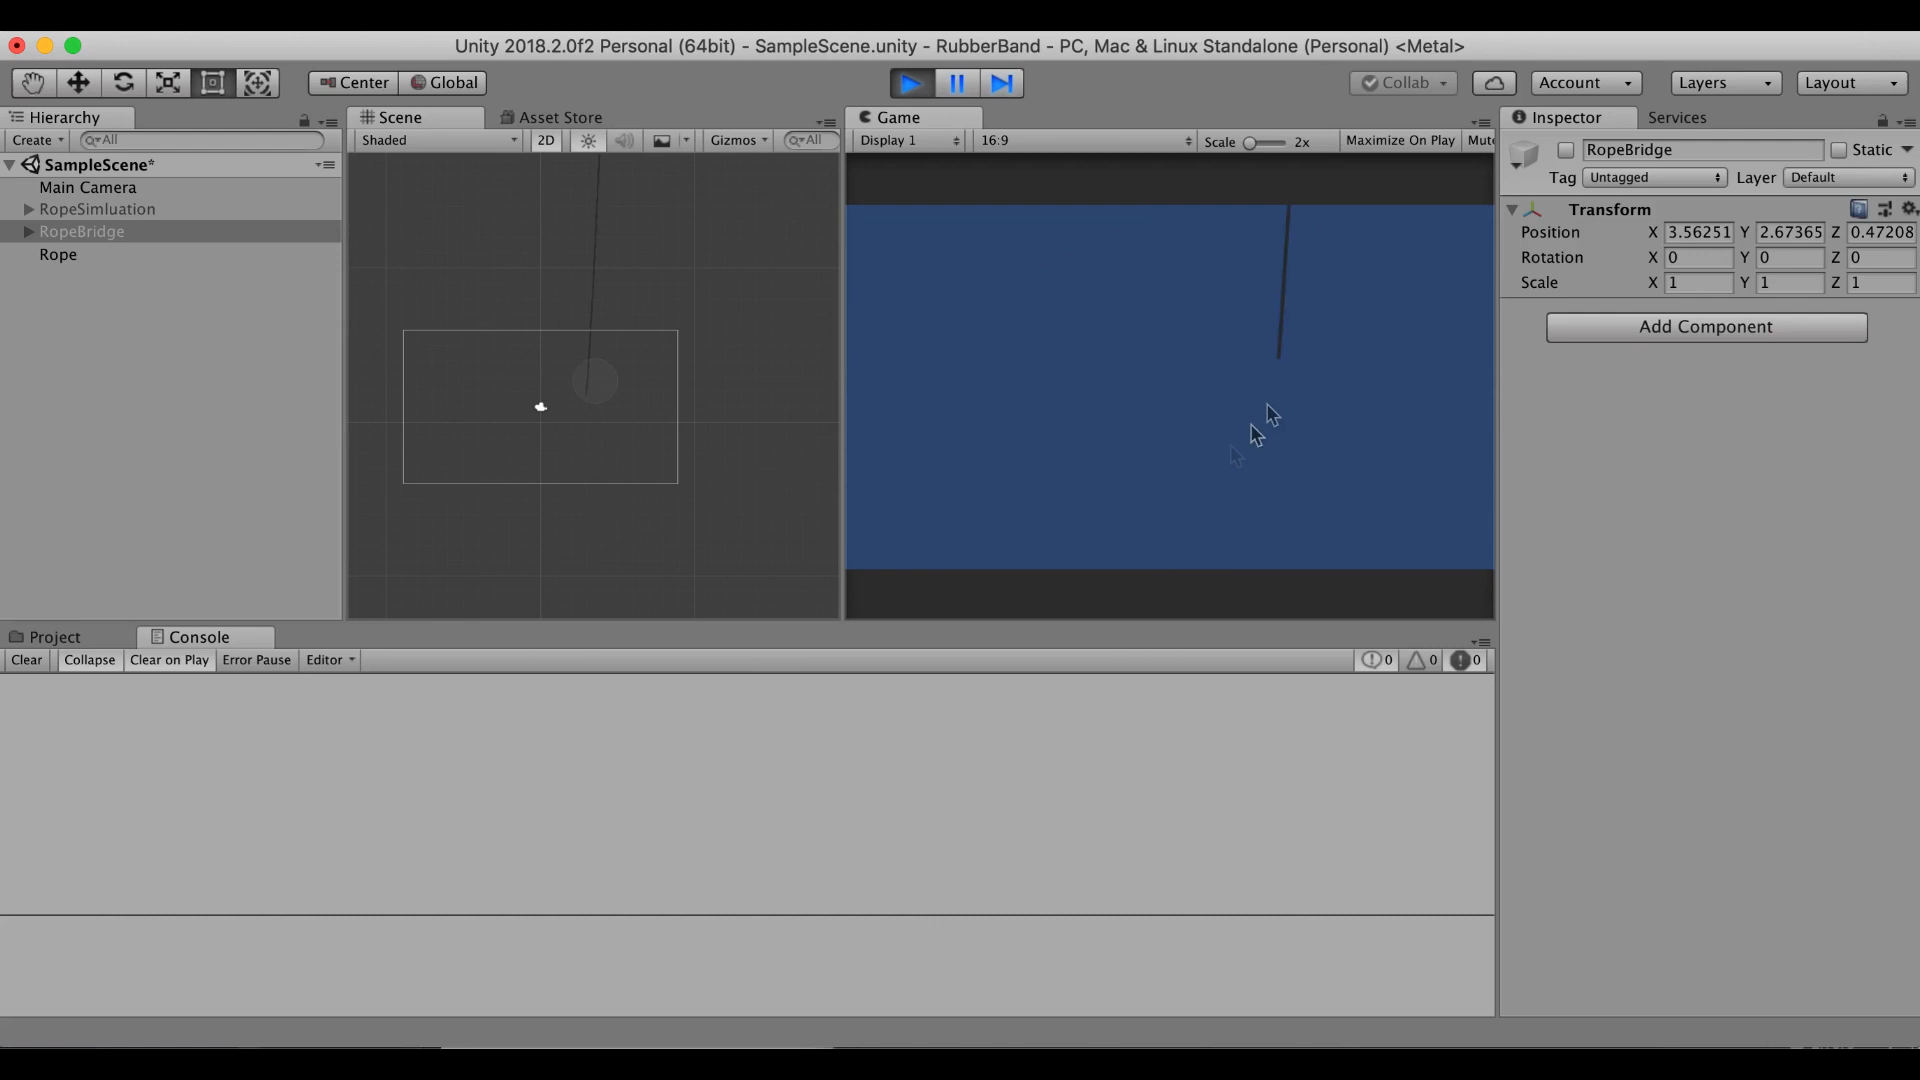 Unity 2018.2.0f2 Personal (64bit) - SampleScene.unity - RubberBand - PC, Mac & Linux Standalone (Personal) <Metal>
Center Global Collab Account Layers Layout
Hierarchy
Create All
SampleScene*
Main Camera
RopeSimluation
RopeBridge
Rope
Scene Asset Store
Shaded 2D Gizmos All
Game
Display 1 16:9 Scale 2x Maximize On Play Mute
Inspector Services
RopeBridge Static
Tag Untagged Layer Default
Transform
Position X 3.56251 Y 2.67365 Z 0.47208
Rotation X 0 Y 0 Z 0
Scale X 1 Y 1 Z 1
Add Component
Project Console
Clear Collapse Clear on Play Error Pause Editor 0 0 0